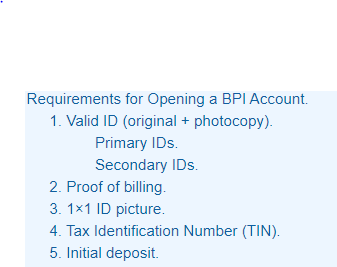 Requirements for Opening a BPI Account.
1. Valid ID (original + photocopy).
Primary IDs.
Secondary IDs.
2. Proof of billing.
3. 1×1 ID picture.
4. Tax Identification Number (TIN).
5. Initial deposit.